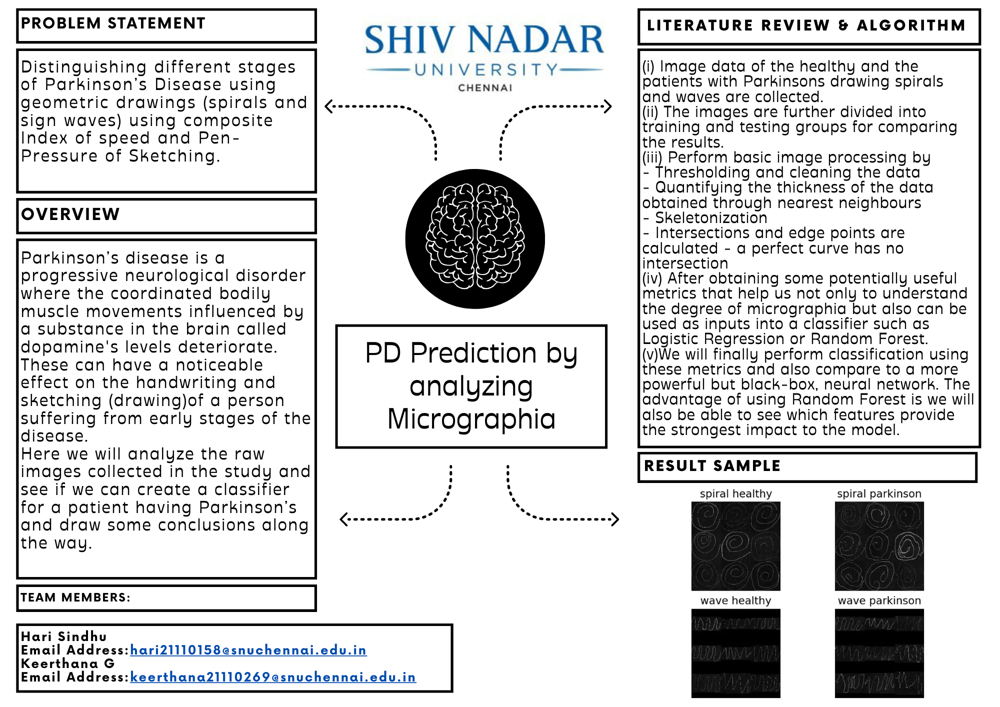 PROBLEM STATEMENT
Distinguishing different stages
of Parkinson’s Disease using
geometric drawings (spirals and
sign waves) using composite
Index of speed and Pen-
Pressure of Sketching.
OVERVIEW
Parkinson’s disease is a
progressive neurological disorder
where the coordinated bodily
muscle movements influenced by
a substance in the brain called
dopamine's levels deteriorate.
These can have a noticeable
effect on the handwriting and
sketching (drawing)of a person
suffering from early stages of the
disease.
Here we will analyze the raw
images collected in the study and
see if we can create a classifier
for a patient having Parkinson’s
and draw some conclusions along
the way.
TEAM MEMBERS:
Hari Sindhu
Email Address:hari21110158@snuchennai.edu.in
Keerthana G
Email Address:keerthana21110269@snuchennai.edu.in
SHIV NADAR
UNIVERSITY
CHENNAI
PD Prediction by
analyzing
Micrographia
LITERATURE REVIEW & ALGORITHM
(i) Image data of the healthy and the
patients with Parkinsons drawing spirals
and waves are collected.
(ii) The images are further divided into
training and testing groups for comparing
the results.
(iii) Perform basic image processing by
- Thresholding and cleaning the data
- Quantifying the thickness of the data
obtained through nearest neighbours
- Skeletonization
- Intersections and edge points are
calculated - a perfect curve has no
intersection
(iv) After obtaining some potentially useful
metrics that help us not only to understand
the degree of micrographia but also can be
used as inputs into a classifier such as
Logistic Regression or Random Forest.
(v)We will finally perform classification using
these metrics and also compare to a more
powerful but black-box, neural network. The
advantage of using Random Forest is we will
also be able to see which features provide
the strongest impact to the model.
RESULT SAMPLE
spiral healthy
spiral parkinson
wave healthy
wave parkinson